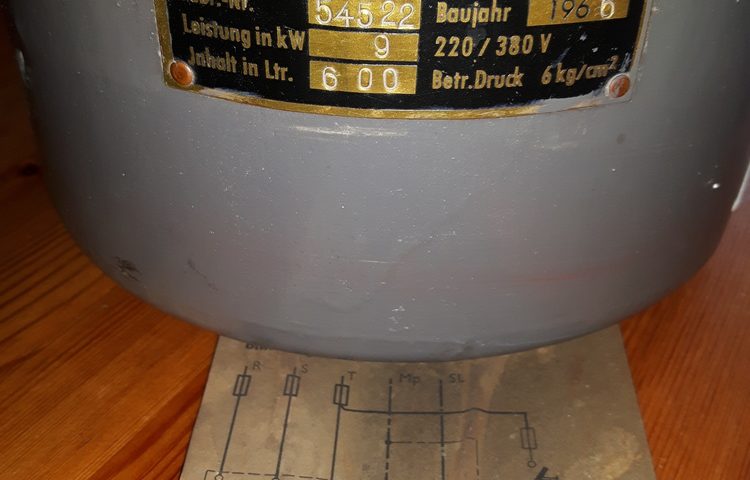 54522 Baujahr 1966
Leistung in kW 9 220 / 380 V
Jnhalt in Ltr. 600 Betr.Druck 6 kg/cm²
R S T Mp SL